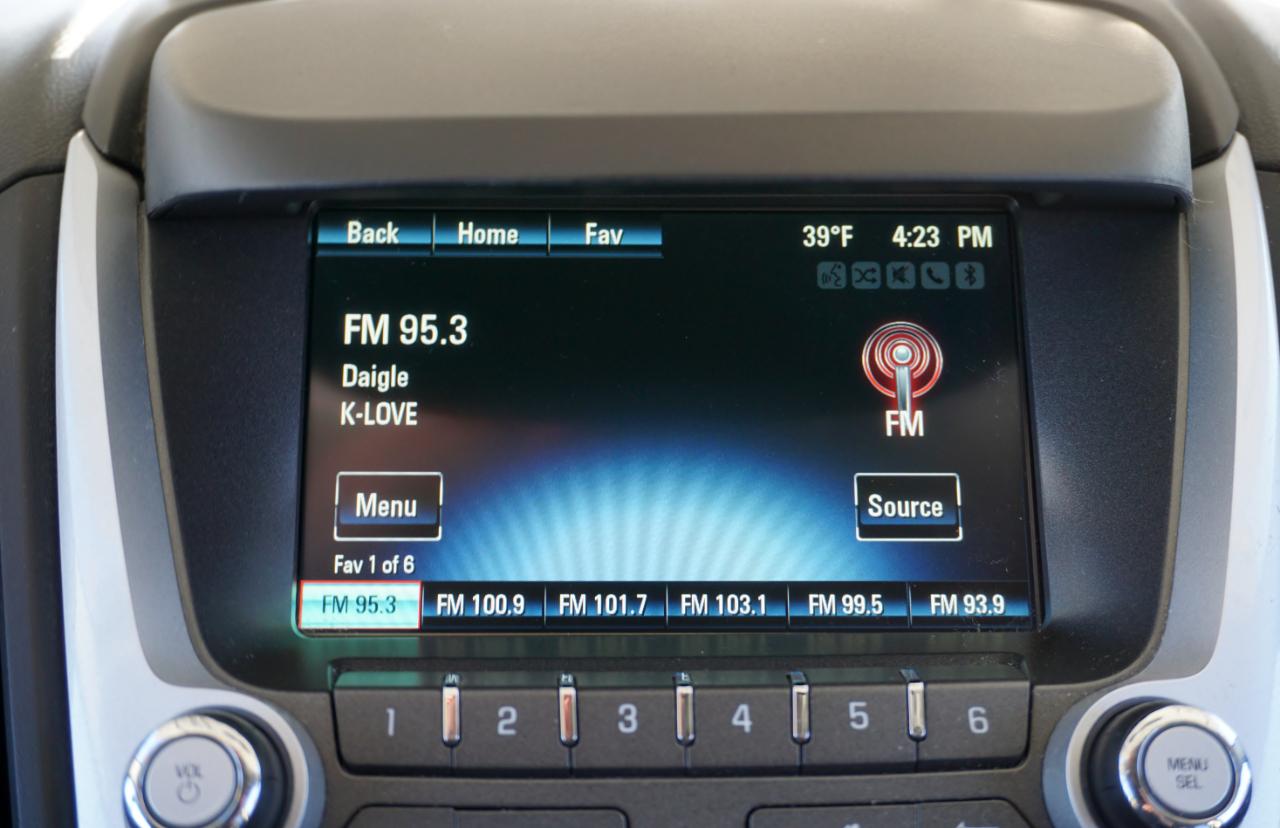 Back Home Fav 39°F 4:23 PM
FM 95.3
Daigle
K-LOVE
FM
Menu Source
Fav 1 of 6
FM 95.3 FM 100.9 FM 101.7 FM 103.1 FM 99.5 FM 93.9
1 2 3 4 5 6
VOL
MENU
SEL